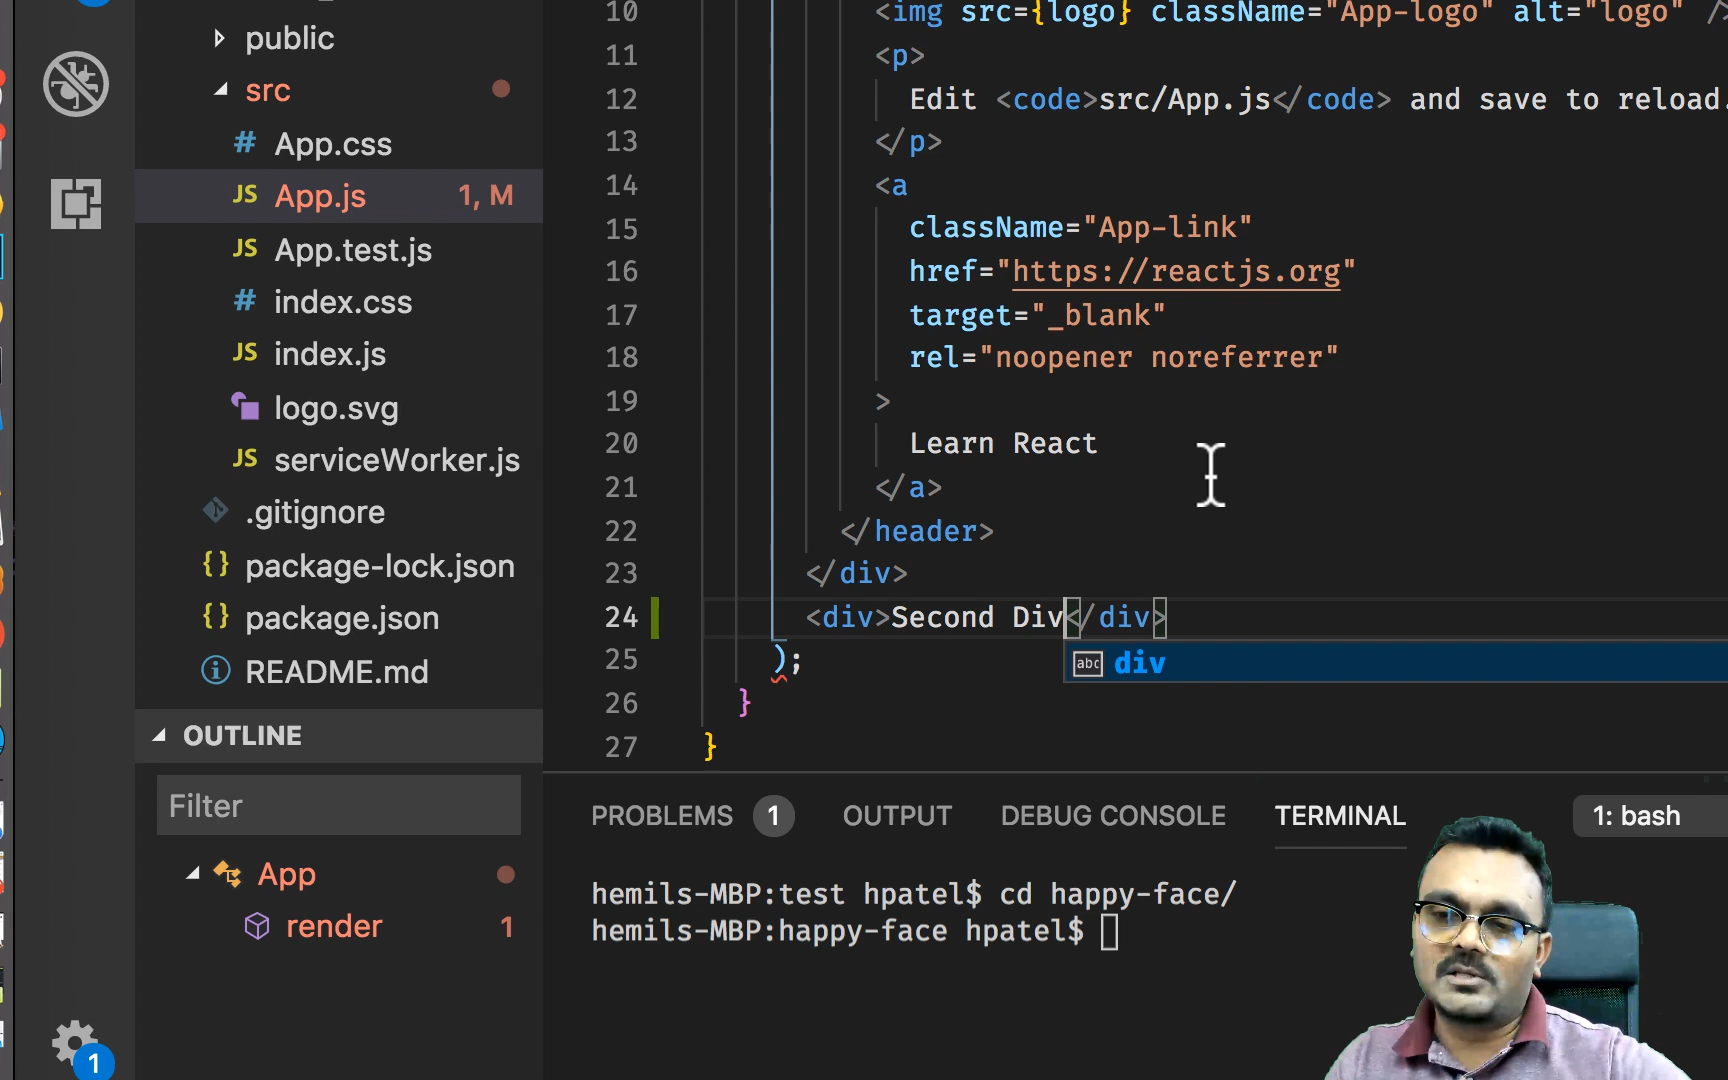 public
src
# App.css
JS App.js 1, M
JS App.test.js
# index.css
JS index.js
logo.svg
JS serviceWorker.js
.gitignore
{} package-lock.json
{} package.json
README.md
OUTLINE
Filter
App
render 1
1
10 <img src={logo} className="App-logo" alt="logo" />
11 <p>
12 Edit <code>src/App.js</code> and save to reload.
13 </p>
14 <a
15 className="App-link"
16 href="https://reactjs.org"
17 target="_blank"
18 rel="noopener noreferrer"
19 >
20 Learn React
21 </a>
22 </header>
23 </div>
24 <div>Second Div</div>
abc div
25 );
26 }
27 }
PROBLEMS 1 OUTPUT DEBUG CONSOLE TERMINAL 1: bash
hemils-MBP:test hpatel$ cd happy-face/
hemils-MBP:happy-face hpatel$